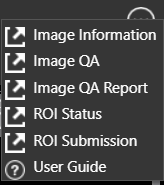 Image Information
Image QA
Image QA Report
ROI Status
ROI Submission
User Guide